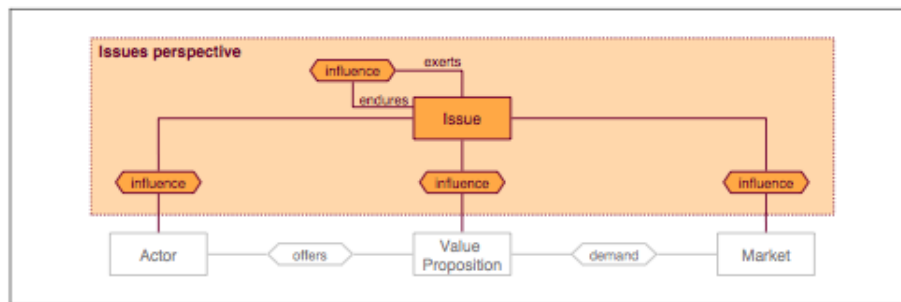 Issues perspective
influence
exerts
endures
Issue
influence
influence
influence
Actor
offers
Value
Proposition
demand
Market